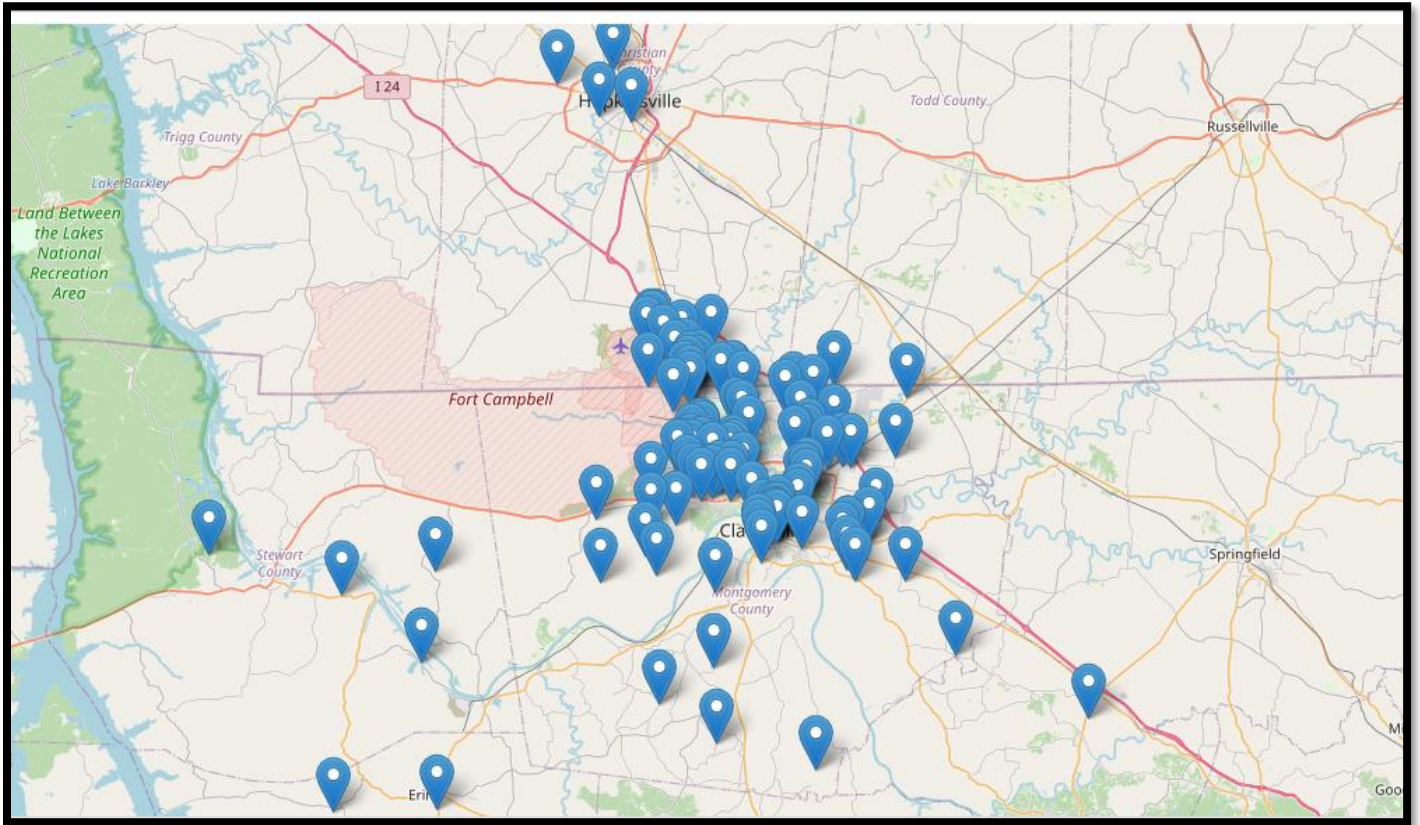 I 24
Todd County
Russellville
Trigg County
Lake Barkley
Land Between
the Lakes
National
Recreation
Area
Fort Campbell
Springfield
Stewart
County
Montgomery
County